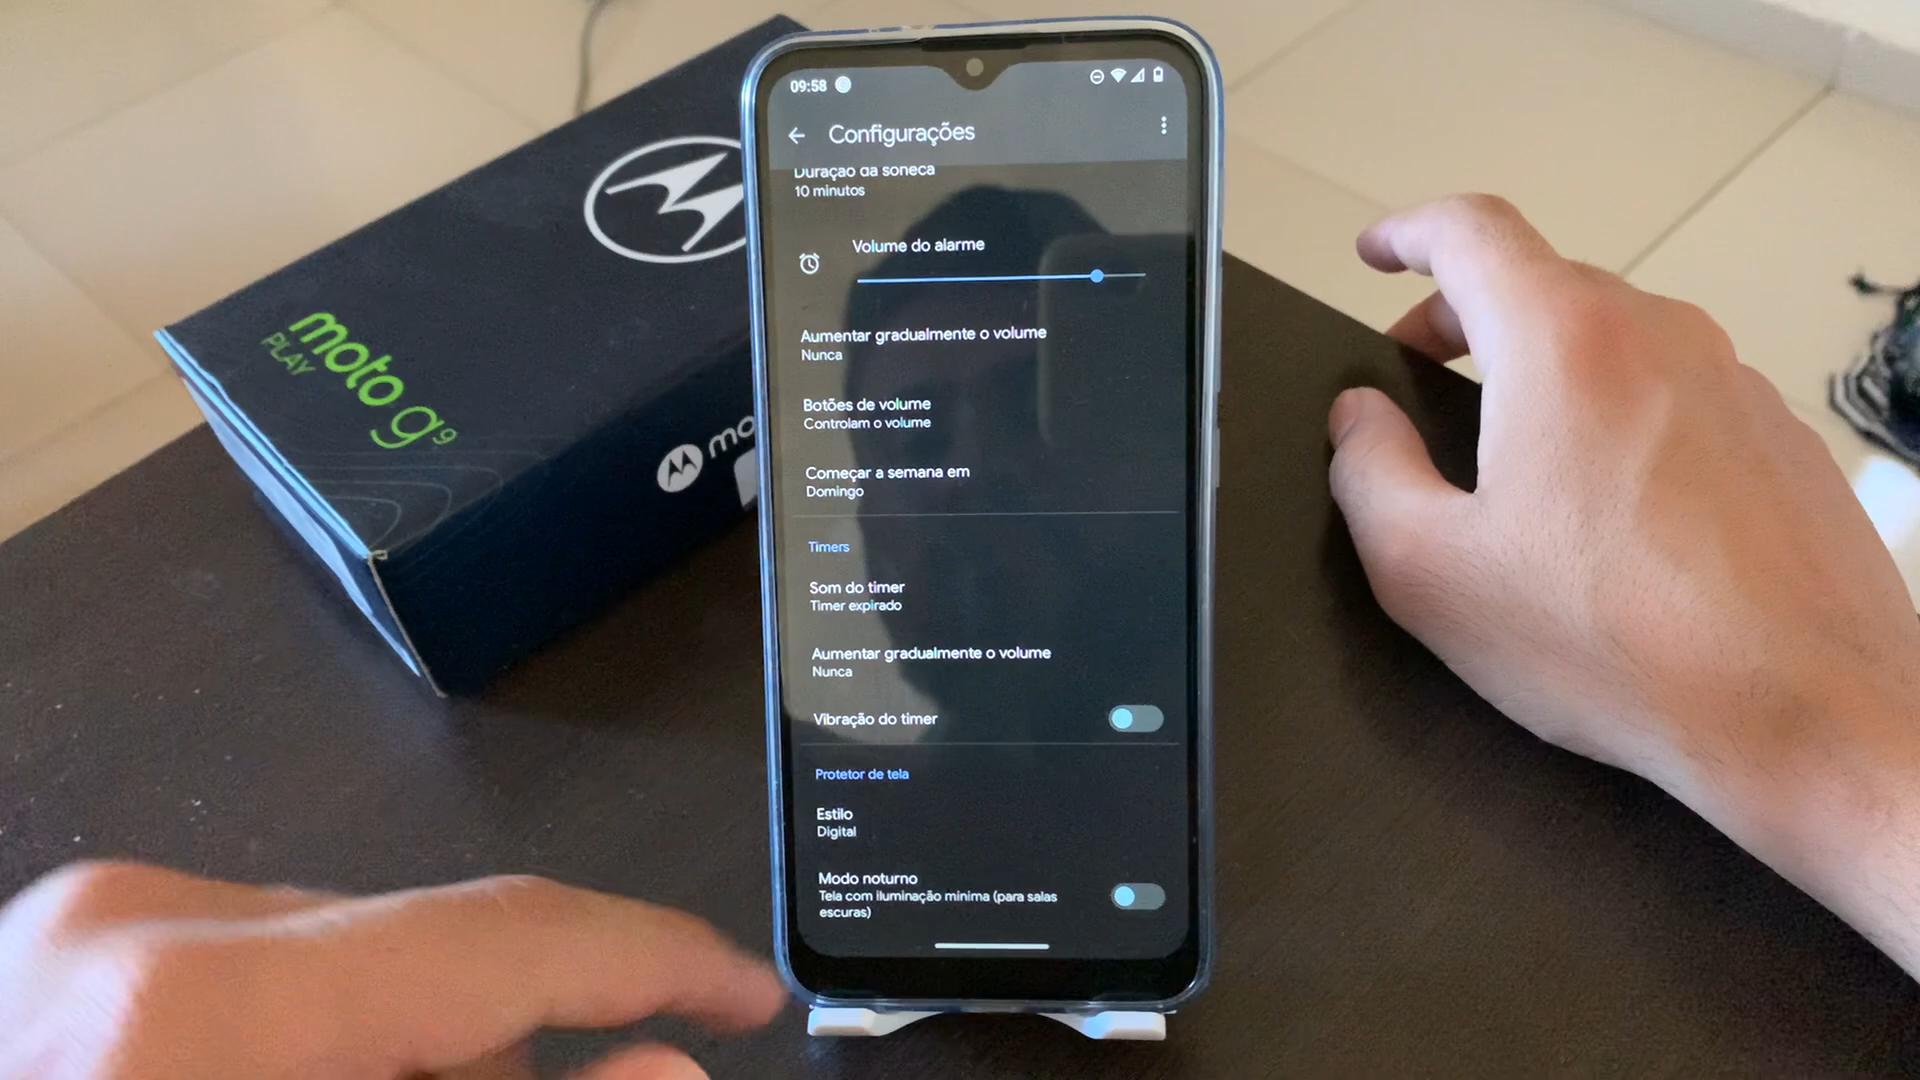 09:58
Configurações
Duração da soneca
10 minutos
Volume do alarme
Aumentar gradualmente o volume
Nunca
Botões de volume
Controlam o volume
Começar a semana em
Domingo
Timers
Som do timer
Timer expirado
Aumentar gradualmente o volume
Nunca
Vibração do timer
Protetor de tela
Estilo
Digital
Modo noturno
Tela com iluminação mínima (para salas
escuras)
moto g9
PLAY
mo